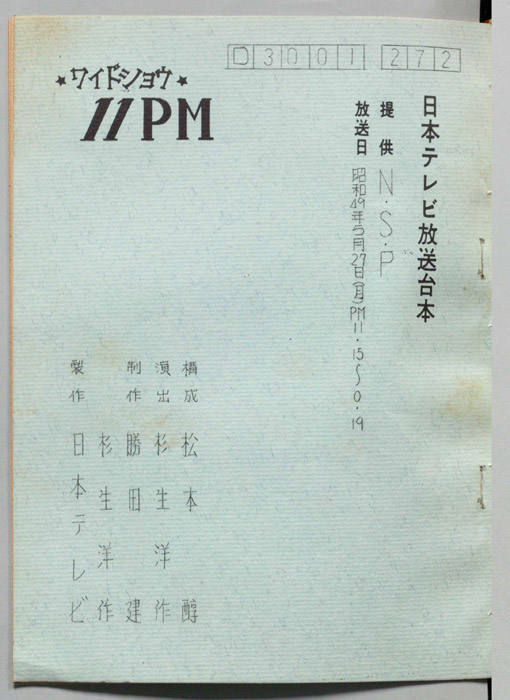 D3001 272
★ワイドショウ★
11PM
日本テレビ放送台本
提供 N・S・P
放送日 昭和49年5月27日(月)PM11・15〜0・19
構成 松本 醇
演出 杉生洋作
制作 勝田 建
杉生洋作
製作 日本テレビ